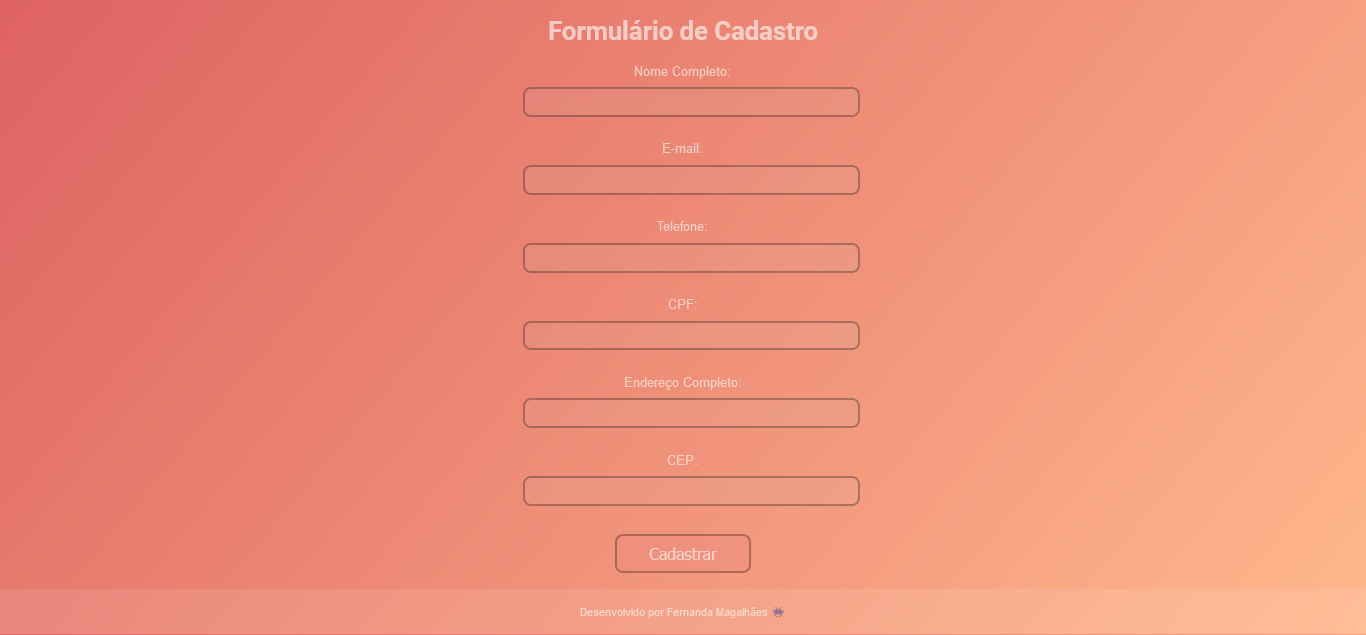 Formulário de Cadastro
Nome Completo:
E-mail:
Telefone:
CPF:
Endereço Completo:
CEP:
Cadastrar
Desenvolvido por Fernanda Magalhães